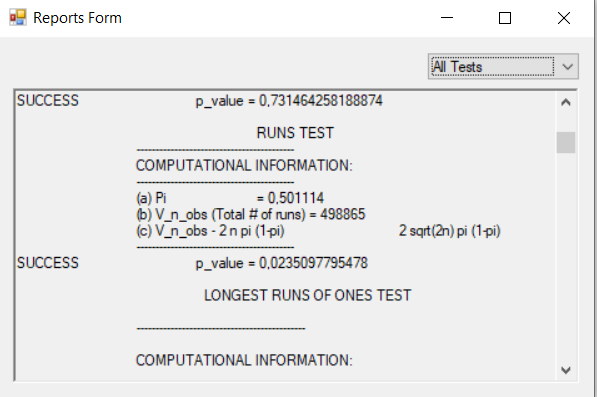 Reports Form
All Tests
SUCCESS p_value = 0,731464258188874
RUNS TEST
---------------------------------------------
COMPUTATIONAL INFORMATION:
---------------------------------------------
(a) Pi = 0,501114
(b) V_n_obs (Total # of runs) = 498865
(c) V_n_obs - 2 n pi (1-pi) 2 sqrt(2n) pi (1-pi)
---------------------------------------------
SUCCESS p_value = 0,0235097795478
LONGEST RUNS OF ONES TEST
------------------------------------------------
COMPUTATIONAL INFORMATION: